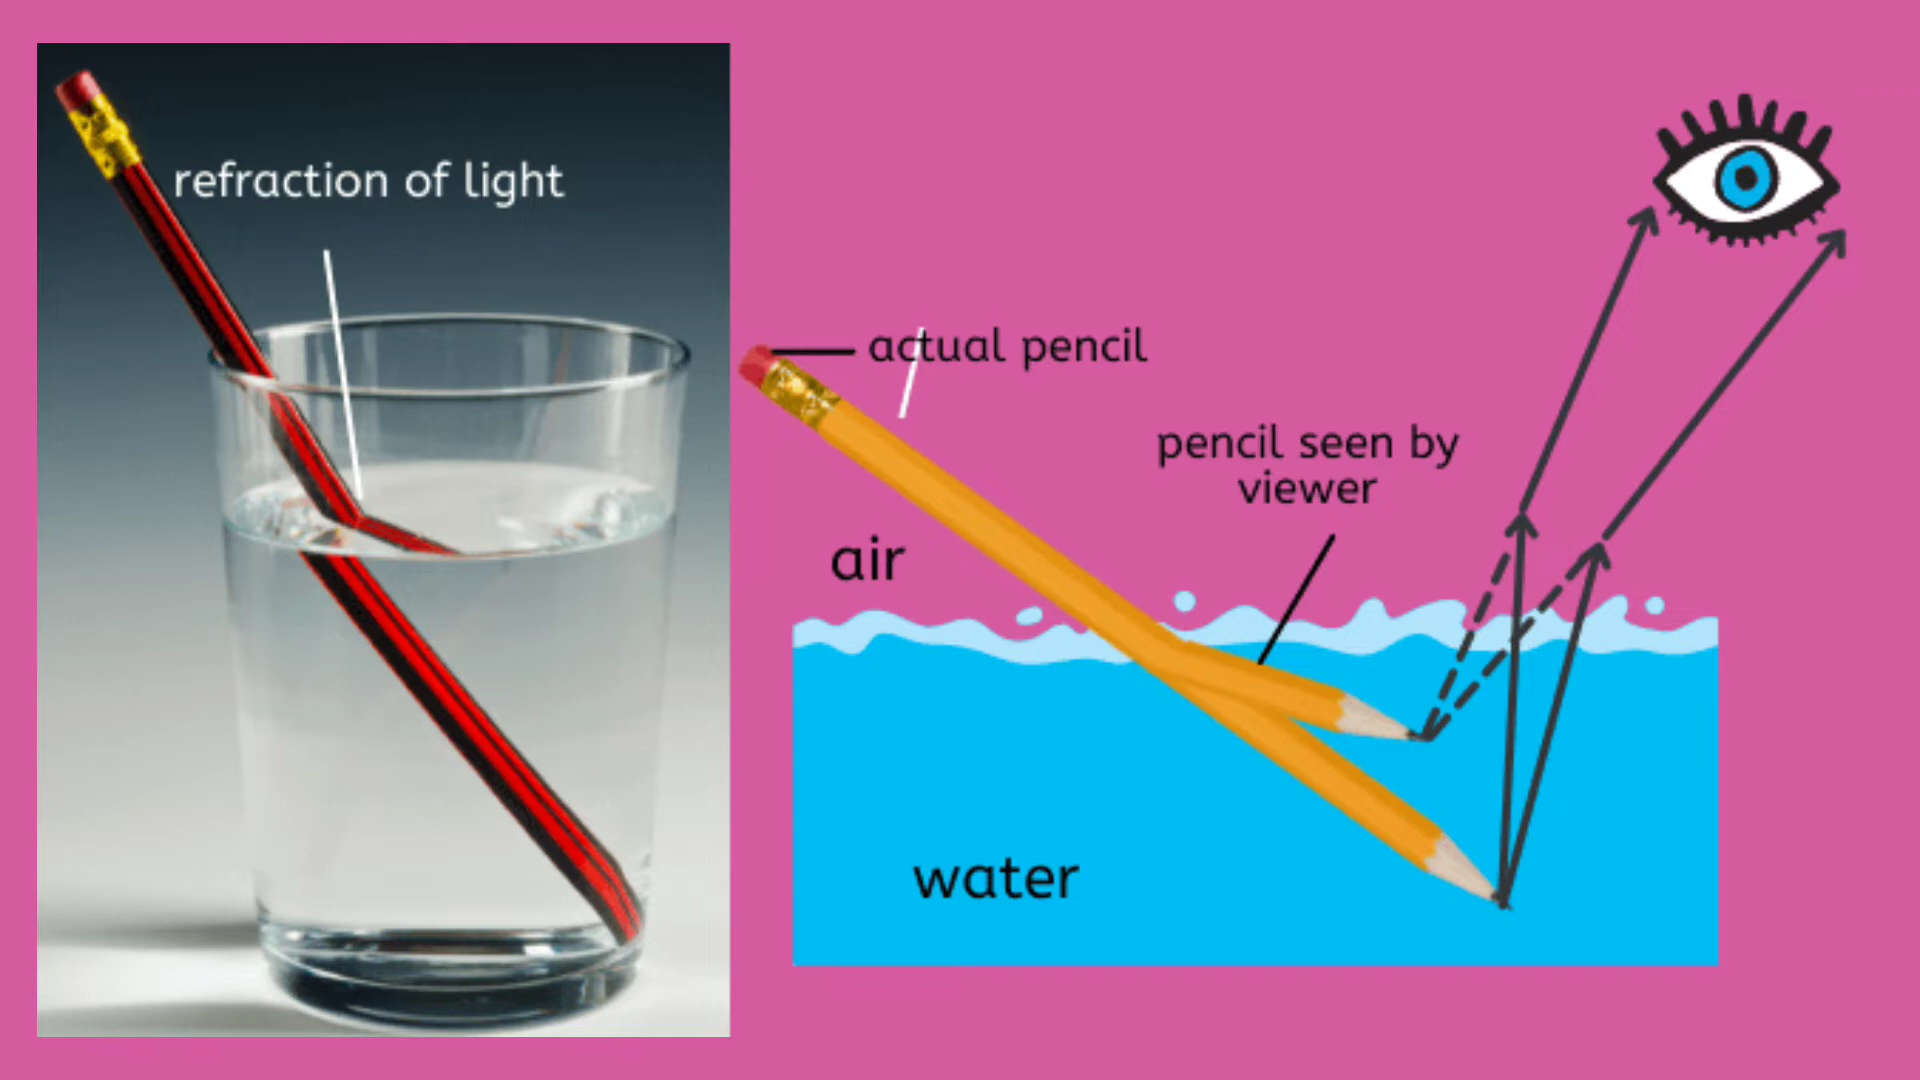 refraction of light
actual pencil
pencil seen by
viewer
air
water